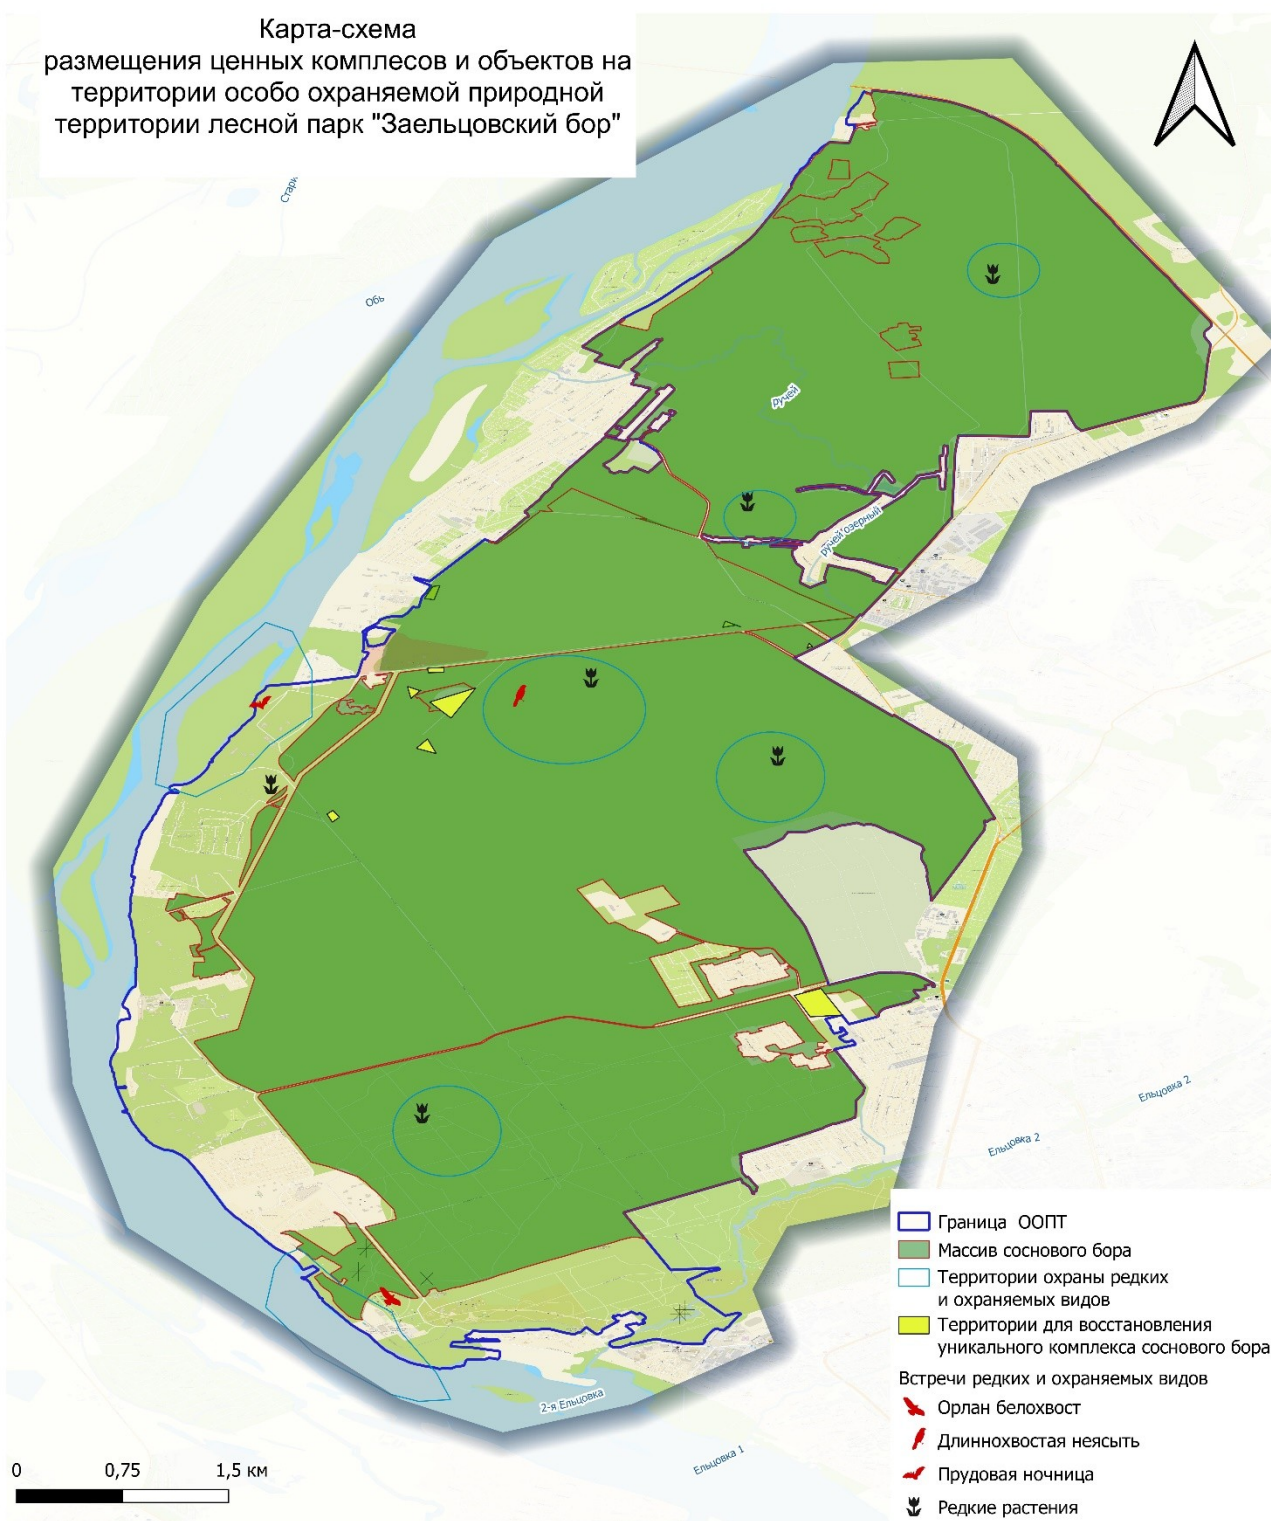 Карта-схема
размещения ценных комплесов и объектов на
территории особо охраняемой природной
территории лесной парк "Заельцовский бор"
Обь
ручей
ручей озерный
Ельцовка 2
Ельцовка 2
2-я Ельцовка
Ельцовка 1
Граница ООПТ
Массив соснового бора
Территории охраны редких
и охраняемых видов
Территории для восстановления
уникального комплекса соснового бора
Встречи редких и охраняемых видов
Орлан белохвост
Длиннохвостая неясыть
Прудовая ночница
Редкие растения
0 0,75 1,5 км